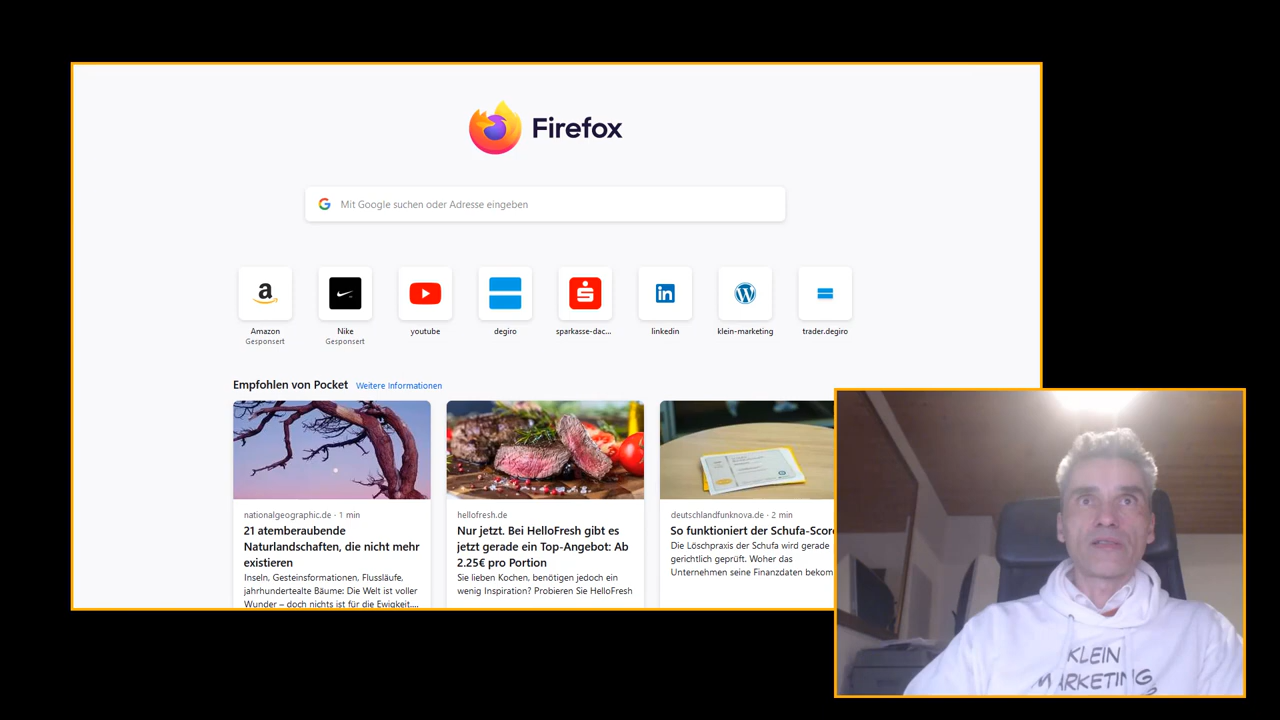 Firefox
Mit Google suchen oder Adresse eingeben
Amazon
Gesponsert
Nike
Gesponsert
youtube
degiro
sparkasse-dac...
linkedin
klein-marketing
trader.degiro
Empfohlen von Pocket Weitere Informationen
nationalgeographic.de · 1 min
21 atemberaubende
Naturlandschaften, die nicht mehr
existieren
Inseln, Gesteinsformationen, Flussläufe,
jahrhundertealte Bäume: Die Welt ist voller
Wunder – doch nichts ist für die Ewigkeit....
hellofresh.de
Nur jetzt. Bei HelloFresh gibt es
jetzt gerade ein Top-Angebot: Ab
2.25€ pro Portion
Sie lieben Kochen, benötigen jedoch ein
wenig Inspiration? Probieren Sie HelloFresh
deutschlandfunknova.de · 2 min
So funktioniert der Schufa-Score
Die Löschpraxis der Schufa wird gerade
gerichtlich geprüft. Woher das
Unternehmen seine Finanzdaten bekom
KLEIN
MARKETING